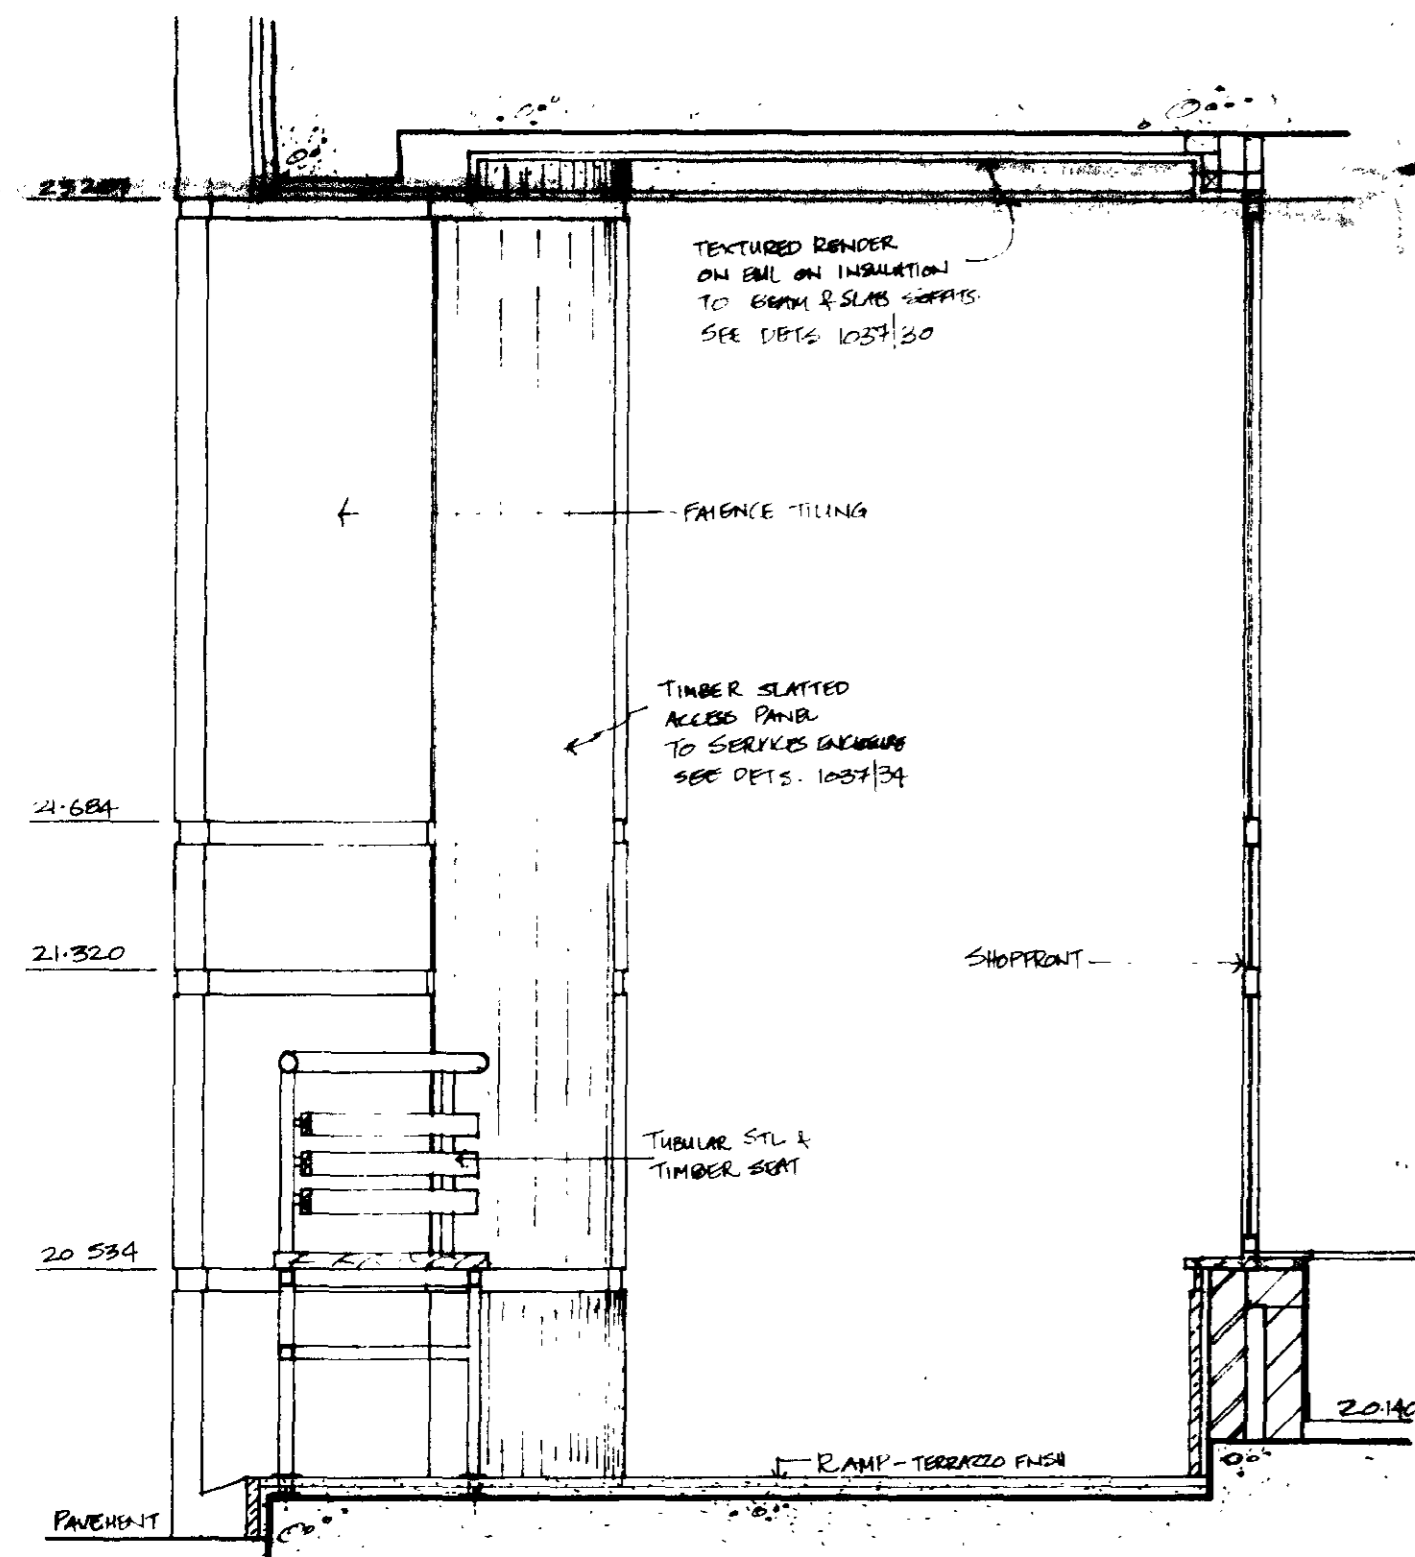 TEXTURED RENDER
ON EML ON INSULATION
TO BEAM & SLAB SOFFITS.
SEE DETS 1037/30
FAIENCE TILING
TIMBER SLATTED
ACCESS PANEL
TO SERVICES ENCLOSURE
SEE DETS. 1037/34
21.684
21.320
SHOPFRONT
TUBULAR STL &
TIMBER SEAT
20 534
20.140
RAMP - TERRAZZO FNSH
PAVEMENT